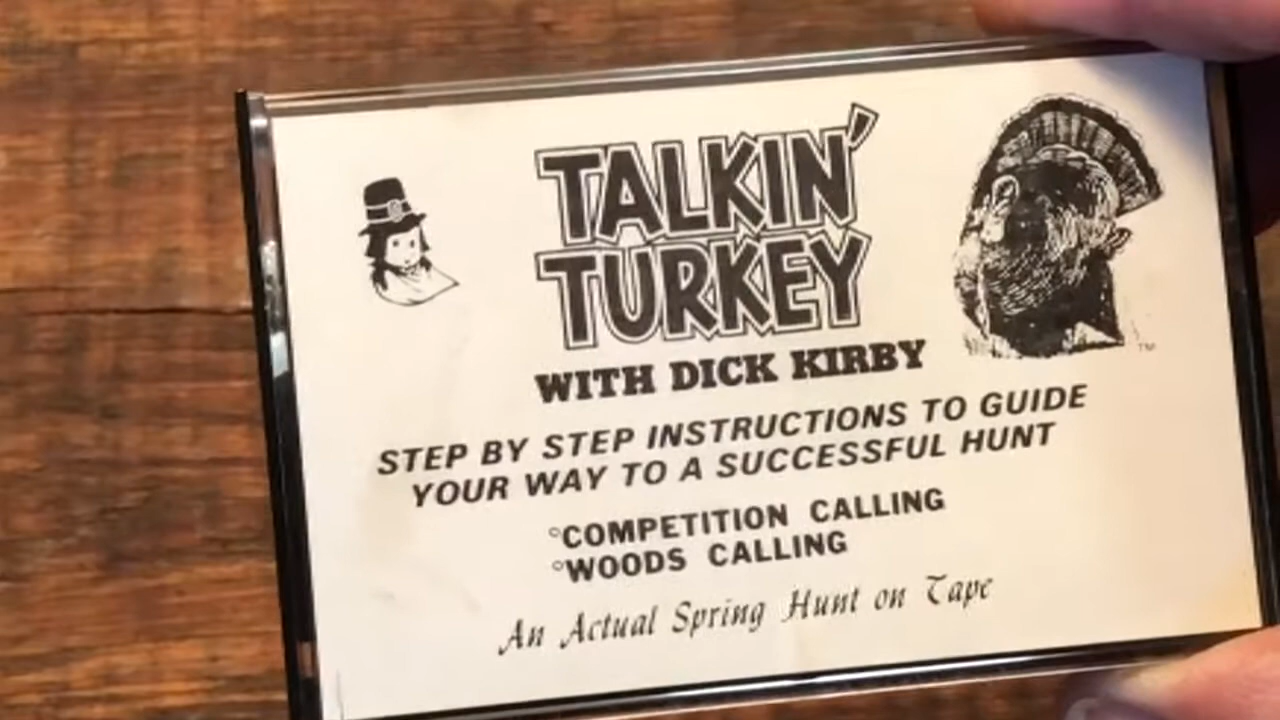 TALKIN'
TURKEY
WITH DICK KIRBY
STEP BY STEP INSTRUCTIONS TO GUIDE
YOUR WAY TO A SUCCESSFUL HUNT
°COMPETITION CALLING
°WOODS CALLING
An Actual Spring Hunt on Tape
TM